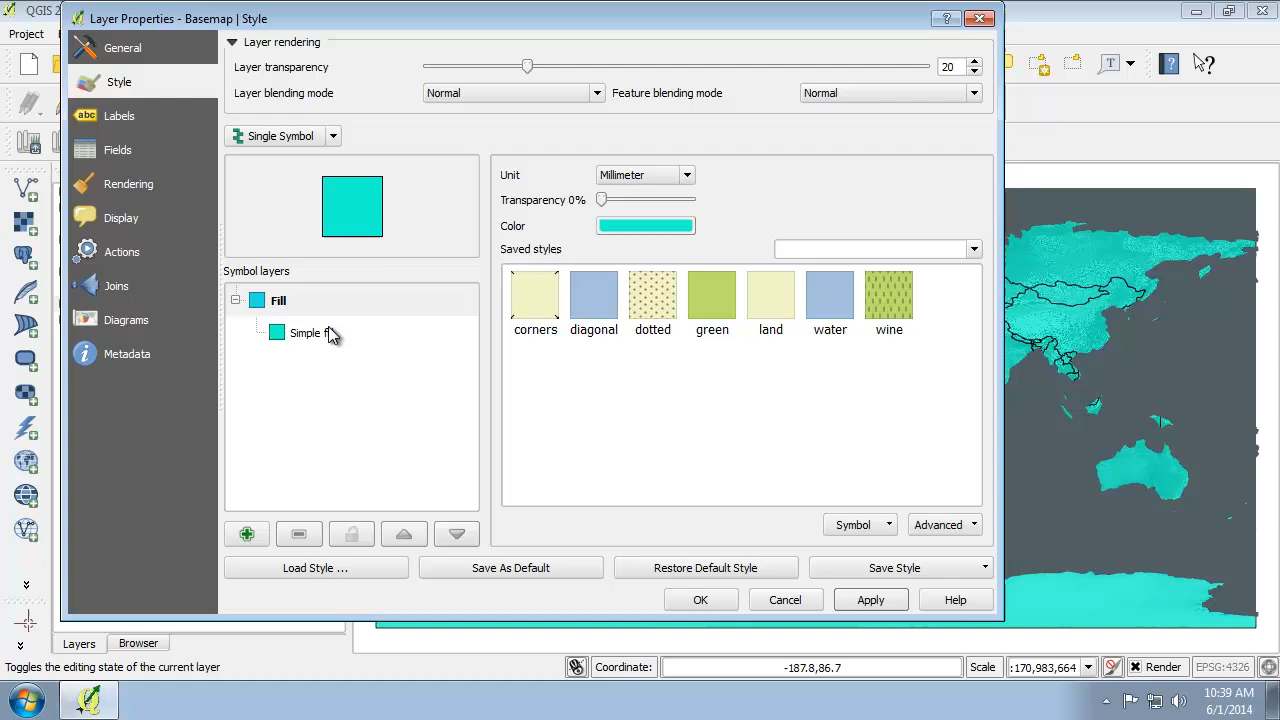 QGIS 2
Layer Properties - Basemap | Style
?
Project
General
Style
Labels
Fields
Rendering
Display
Actions
Joins
Diagrams
Metadata
abc
Layer rendering
Layer transparency
20
Layer blending mode
Normal
Feature blending mode
Normal
Single Symbol
Unit
Millimeter
Transparency 0%
Color
Saved styles
Symbol layers
Fill
Simple f
corners
diagonal
dotted
green
land
water
wine
Symbol
Advanced
Load Style ...
Save As Default
Restore Default Style
Save Style
OK
Cancel
Apply
Help
T
?
?
Layers
Browser
Toggles the editing state of the current layer
Coordinate:
-187.8,86.7
Scale
:170,983,664
Render
EPSG:4326
10:39 AM
6/1/2014